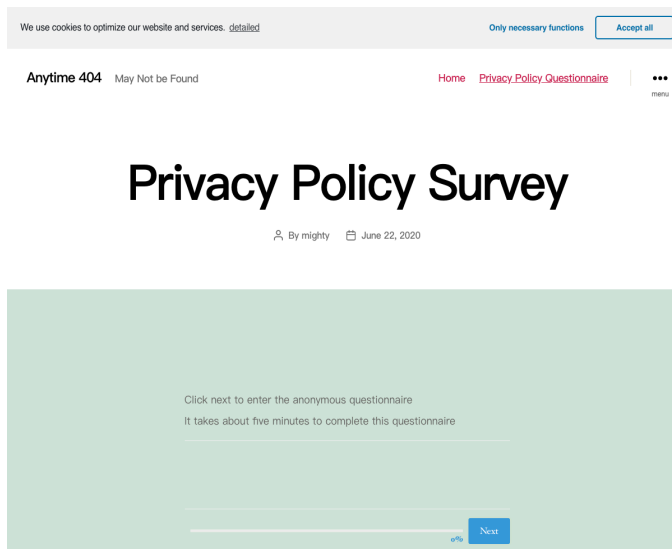 We use cookies to optimize our website and services. detailed
Only necessary functions
Accept all
Anytime 404 May Not be Found
Home Privacy Policy Questionnaire
menu
Privacy Policy Survey
By mighty June 22, 2020
Click next to enter the anonymous questionnaire
It takes about five minutes to complete this questionnaire
0%
Next